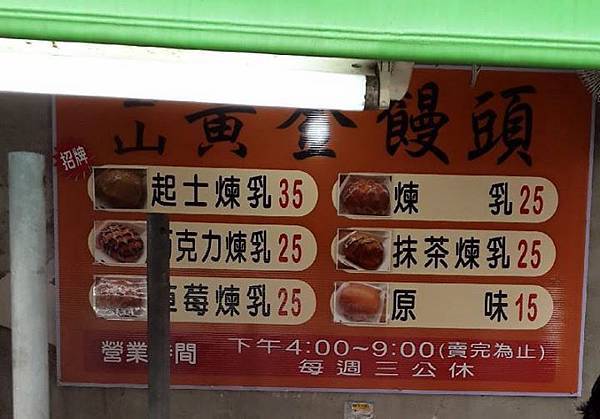 山黃金饅頭
招牌
起士煉乳35
煉乳25
克力煉乳25
抹茶煉乳25
莓煉乳25
原味15
營業 間 下午4:00~9:00(賣完為止)
每週三公休